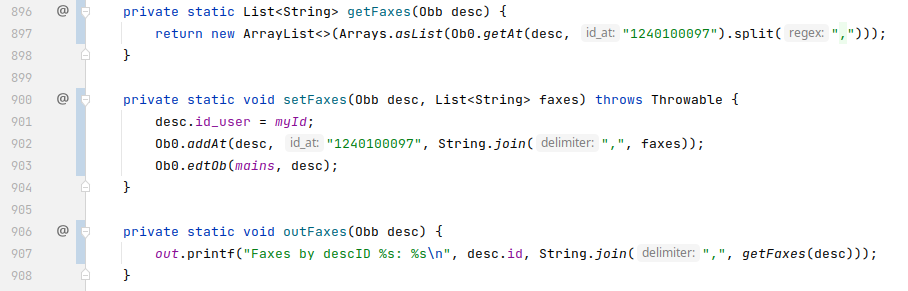 896 @ private static List<String> getFaxes(Obb desc) {
897 return new ArrayList<>(Arrays.asList(Ob0.getAt(desc, id_at: "1240100097").split( regex: ",")));
898 }
899
900 @ private static void setFaxes(Obb desc, List<String> faxes) throws Throwable {
901 desc.id_user = myId;
902 Ob0.addAt(desc, id_at: "1240100097", String.join( delimiter: ",", faxes));
903 Ob0.edtOb(mains, desc);
904 }
905
906 @ private static void outFaxes(Obb desc) {
907 out.printf("Faxes by descID %s: %s\n", desc.id, String.join( delimiter: ",", getFaxes(desc)));
908 }